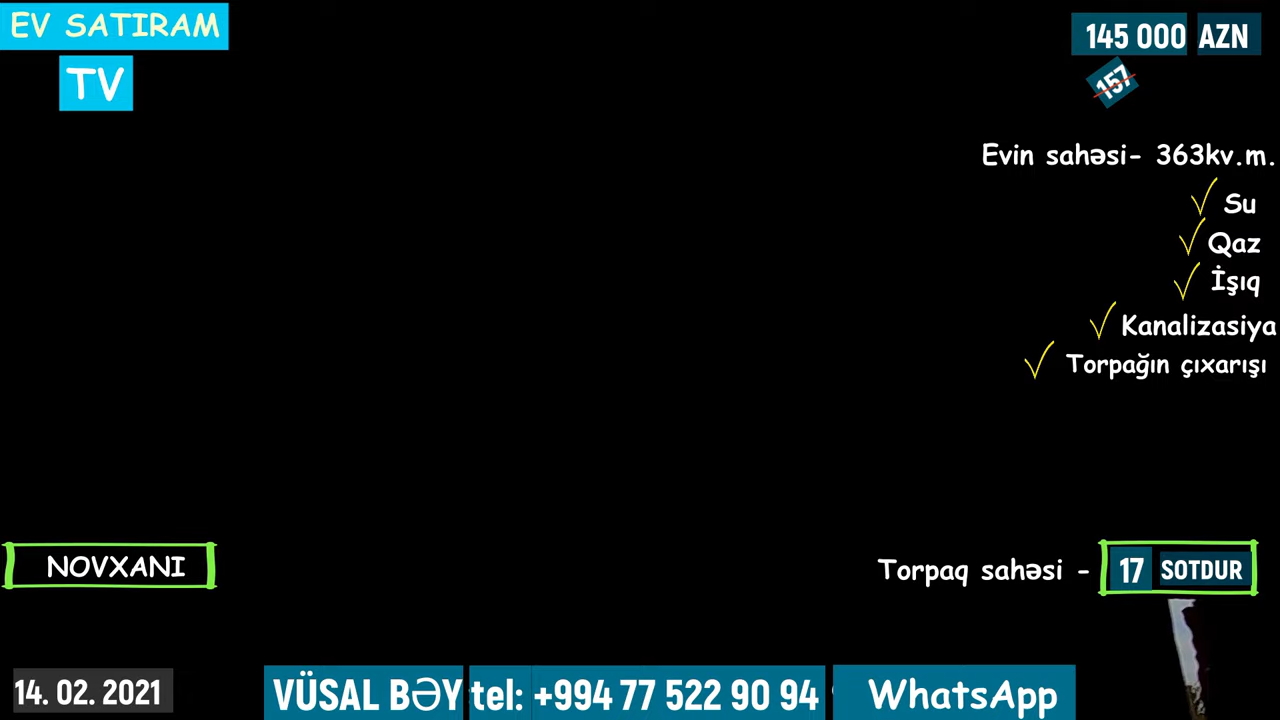 EV SATIRAM
TV
145 000 AZN
157
Evin sahəsi- 363kv.m.
Su
Qaz
İşıq
Kanalizasiya
Torpağın çıxarışı
NOVXANI
Torpaq sahəsi - 17 SOTDUR
14. 02. 2021
VÜSAL BƏY tel: +994 77 522 90 94 WhatsApp